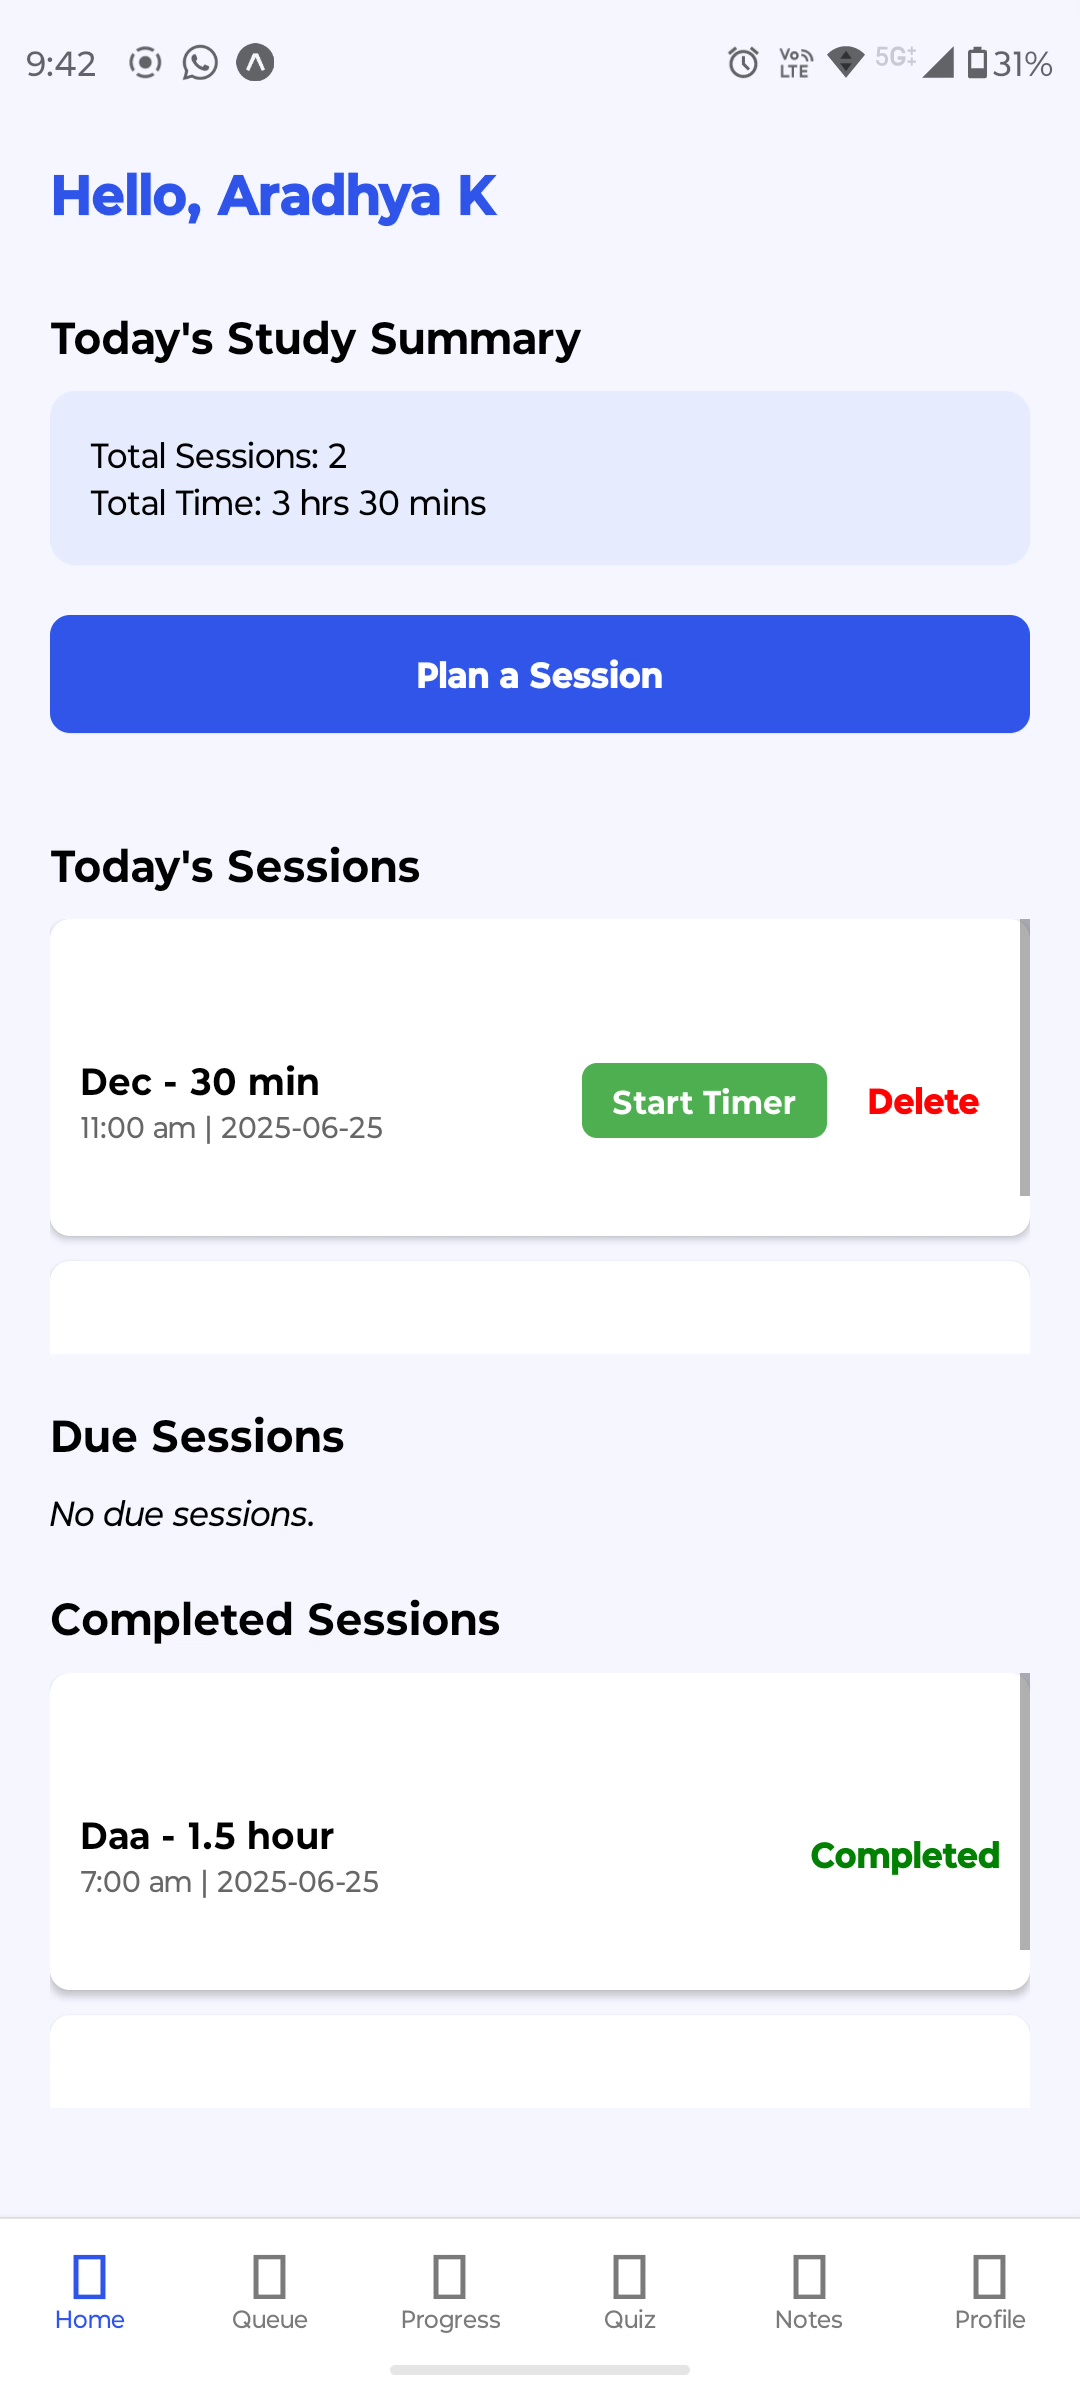 9:42 VoLTE 5G 31%
Hello, Aradhya K
Today's Study Summary
Total Sessions: 2
Total Time: 3 hrs 30 mins
Plan a Session
Today's Sessions
Dec - 30 min
Start Timer Delete
11:00 am | 2025-06-25
Due Sessions
No due sessions.
Completed Sessions
Daa - 1.5 hour
Completed
7:00 am | 2025-06-25
Home Queue Progress Quiz Notes Profile